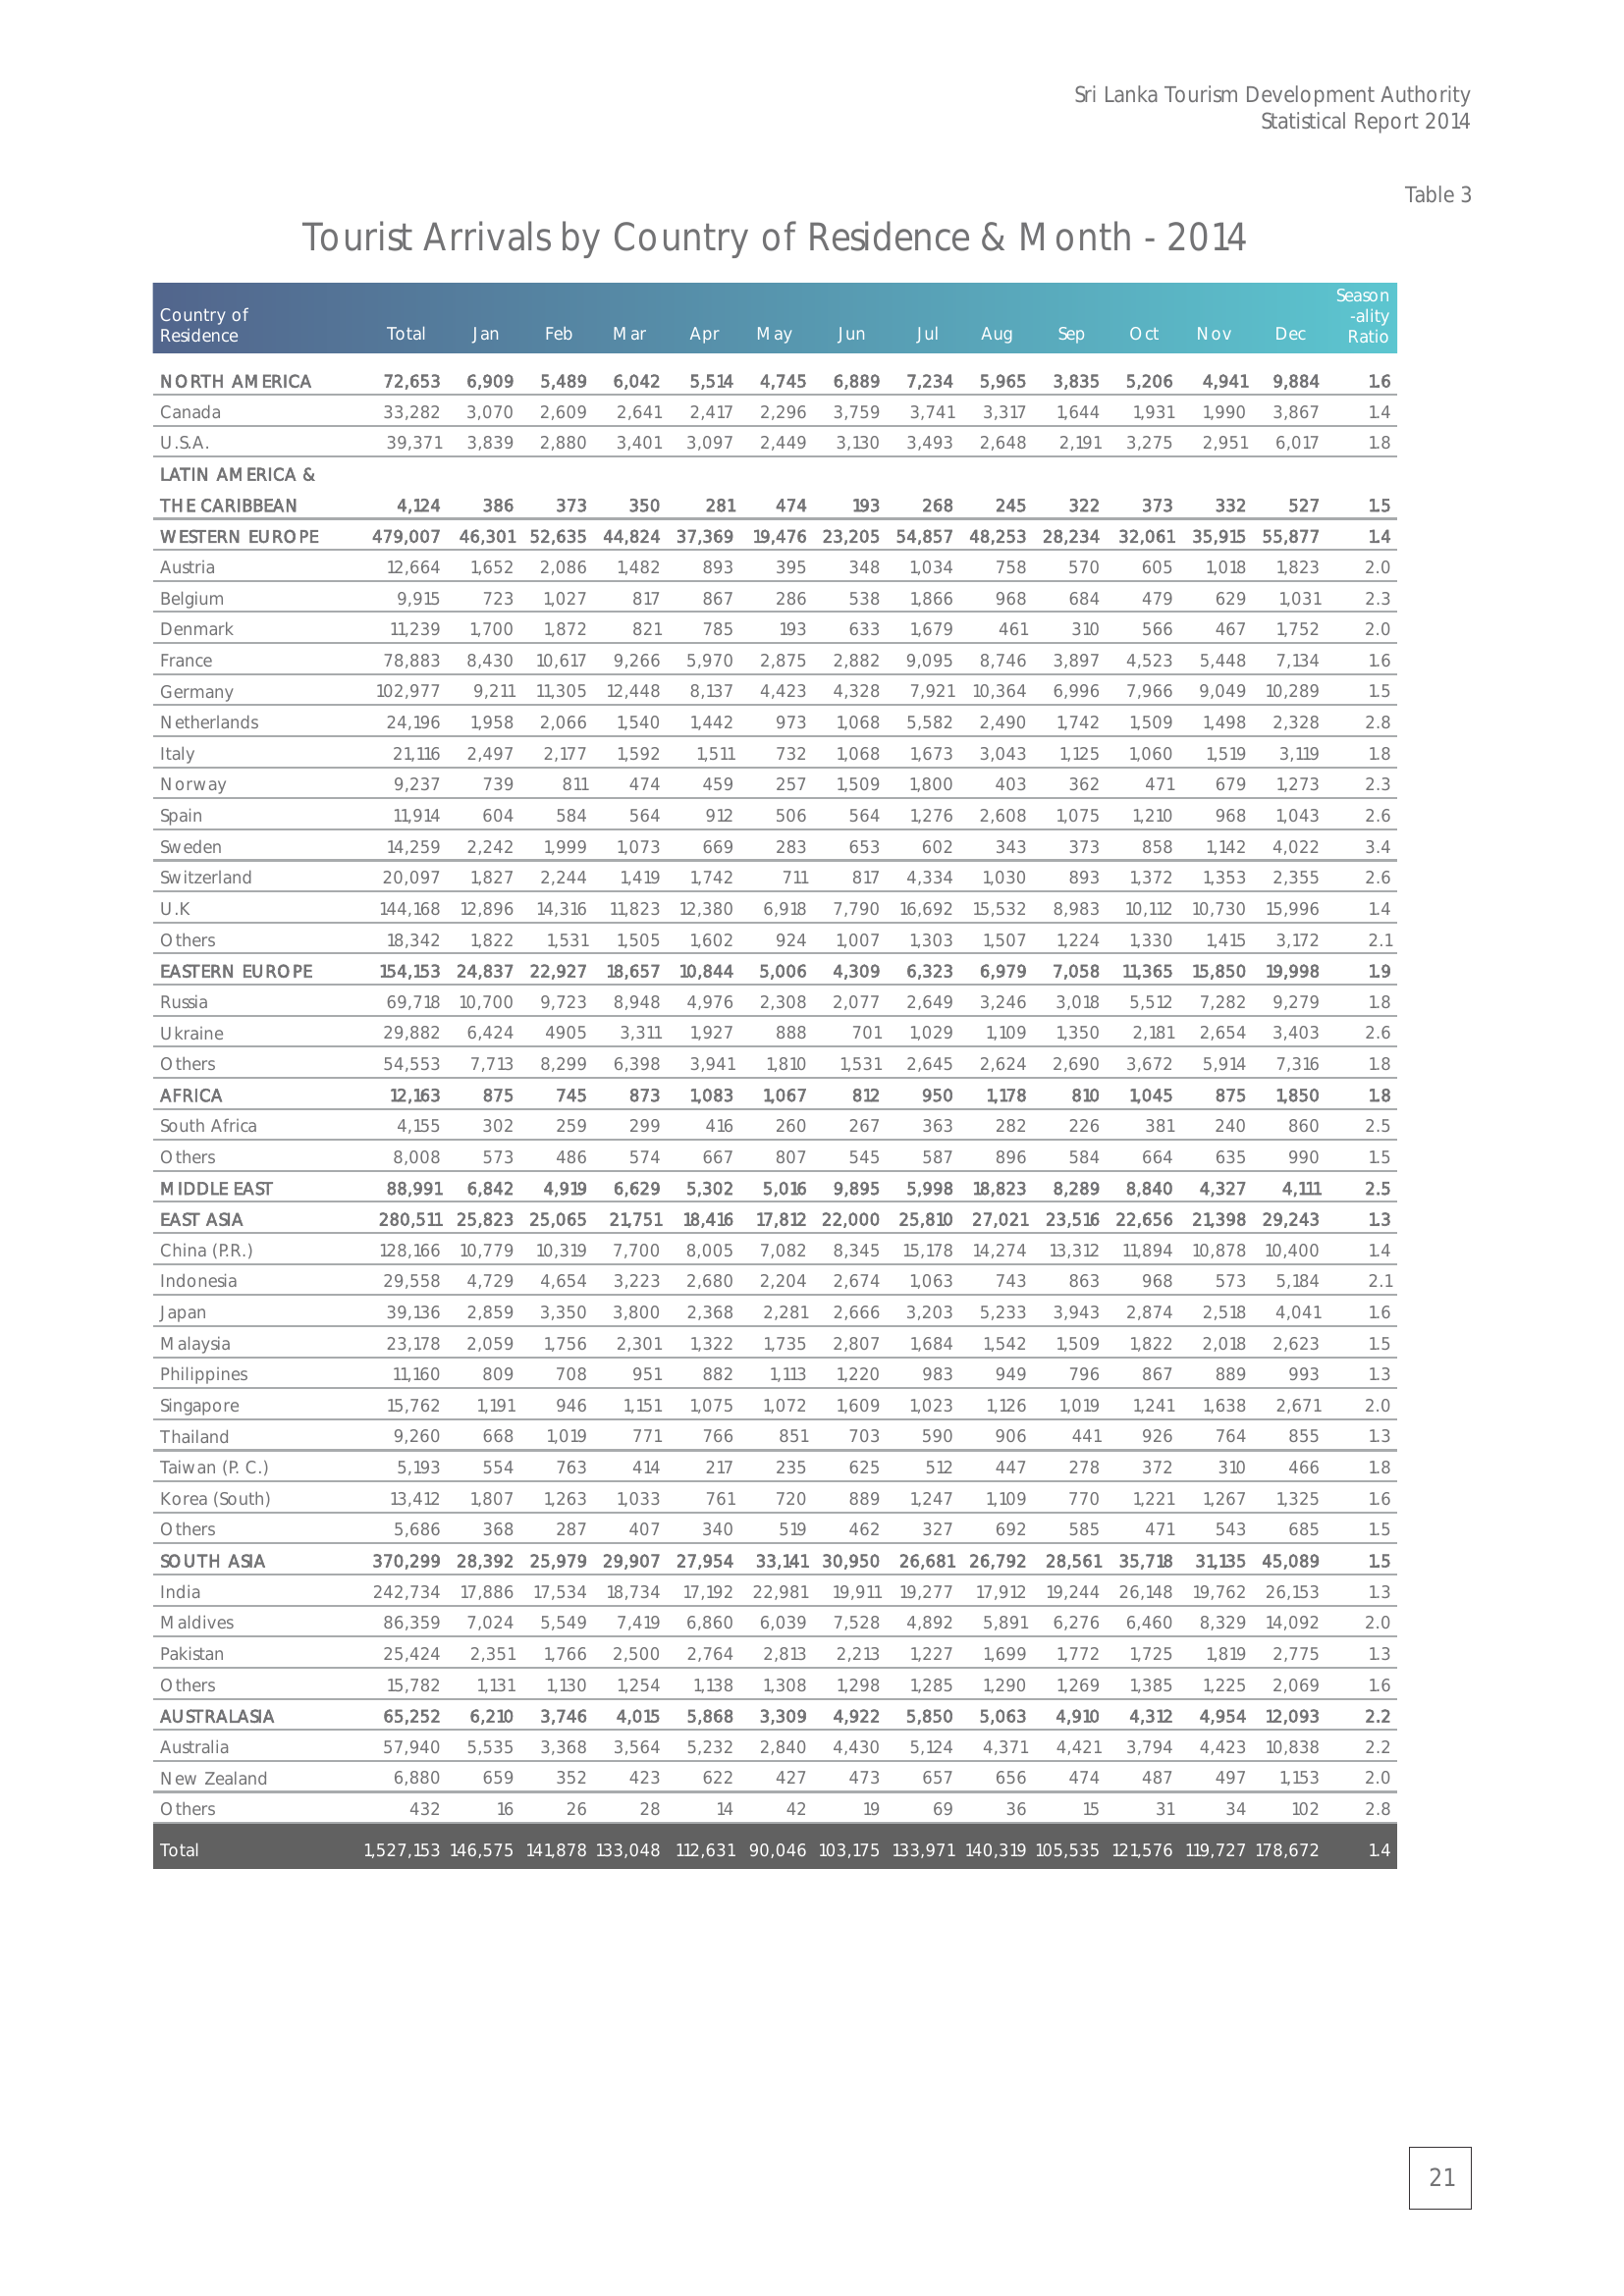 Sri Lanka Tourism Development Authority
Statistical Report 2014
Table 3
Tourist Arrivals by Country of Residence & Month - 2014
Country of Residence Total Jan Feb Mar Apr May Jun Jul Aug Sep Oct Nov Dec Season-ality Ratio
NORTH AMERICA 72,653 6,909 5,489 6,042 5,514 4,745 6,889 7,234 5,965 3,835 5,206 4,941 9,884 1.6
Canada 33,282 3,070 2,609 2,641 2,417 2,296 3,759 3,741 3,317 1,644 1,931 1,990 3,867 1.4
U.S.A. 39,371 3,839 2,880 3,401 3,097 2,449 3,130 3,493 2,648 2,191 3,275 2,951 6,017 1.8
LATIN AMERICA &
THE CARIBBEAN 4,124 386 373 350 281 474 193 268 245 322 373 332 527 1.5
WESTERN EUROPE 479,007 46,301 52,635 44,824 37,369 19,476 23,205 54,857 48,253 28,234 32,061 35,915 55,877 1.4
Austria 12,664 1,652 2,086 1,482 893 395 348 1,034 758 570 605 1,018 1,823 2.0
Belgium 9,915 723 1,027 817 867 286 538 1,866 968 684 479 629 1,031 2.3
Denmark 11,239 1,700 1,872 821 785 193 633 1,679 461 310 566 467 1,752 2.0
France 78,883 8,430 10,617 9,266 5,970 2,875 2,882 9,095 8,746 3,897 4,523 5,448 7,134 1.6
Germany 102,977 9,211 11,305 12,448 8,137 4,423 4,328 7,921 10,364 6,996 7,966 9,049 10,289 1.5
Netherlands 24,196 1,958 2,066 1,540 1,442 973 1,068 5,582 2,490 1,742 1,509 1,498 2,328 2.8
Italy 21,116 2,497 2,177 1,592 1,511 732 1,068 1,673 3,043 1,125 1,060 1,519 3,119 1.8
Norway 9,237 739 811 474 459 257 1,509 1,800 403 362 471 679 1,273 2.3
Spain 11,914 604 584 564 912 506 564 1,276 2,608 1,075 1,210 968 1,043 2.6
Sweden 14,259 2,242 1,999 1,073 669 283 653 602 343 373 858 1,142 4,022 3.4
Switzerland 20,097 1,827 2,244 1,419 1,742 711 817 4,334 1,030 893 1,372 1,353 2,355 2.6
U.K 144,168 12,896 14,316 11,823 12,380 6,918 7,790 16,692 15,532 8,983 10,112 10,730 15,996 1.4
Others 18,342 1,822 1,531 1,505 1,602 924 1,007 1,303 1,507 1,224 1,330 1,415 3,172 2.1
EASTERN EUROPE 154,153 24,837 22,927 18,657 10,844 5,006 4,309 6,323 6,979 7,058 11,365 15,850 19,998 1.9
Russia 69,718 10,700 9,723 8,948 4,976 2,308 2,077 2,649 3,246 3,018 5,512 7,282 9,279 1.8
Ukraine 29,882 6,424 4905 3,311 1,927 888 701 1,029 1,109 1,350 2,181 2,654 3,403 2.6
Others 54,553 7,713 8,299 6,398 3,941 1,810 1,531 2,645 2,624 2,690 3,672 5,914 7,316 1.8
AFRICA 12,163 875 745 873 1,083 1,067 812 950 1,178 810 1,045 875 1,850 1.8
South Africa 4,155 302 259 299 416 260 267 363 282 226 381 240 860 2.5
Others 8,008 573 486 574 667 807 545 587 896 584 664 635 990 1.5
MIDDLE EAST 88,991 6,842 4,919 6,629 5,302 5,016 9,895 5,998 18,823 8,289 8,840 4,327 4,111 2.5
EAST ASIA 280,511 25,823 25,065 21,751 18,416 17,812 22,000 25,810 27,021 23,516 22,656 21,398 29,243 1.3
China (P.R.) 128,166 10,779 10,319 7,700 8,005 7,082 8,345 15,178 14,274 13,312 11,894 10,878 10,400 1.4
Indonesia 29,558 4,729 4,654 3,223 2,680 2,204 2,674 1,063 743 863 968 573 5,184 2.1
Japan 39,136 2,859 3,350 3,800 2,368 2,281 2,666 3,203 5,233 3,943 2,874 2,518 4,041 1.6
Malaysia 23,178 2,059 1,756 2,301 1,322 1,735 2,807 1,684 1,542 1,509 1,822 2,018 2,623 1.5
Philippines 11,160 809 708 951 882 1,113 1,220 983 949 796 867 889 993 1.3
Singapore 15,762 1,191 946 1,151 1,075 1,072 1,609 1,023 1,126 1,019 1,241 1,638 2,671 2.0
Thailand 9,260 668 1,019 771 766 851 703 590 906 441 926 764 855 1.3
Taiwan (P. C.) 5,193 554 763 414 217 235 625 512 447 278 372 310 466 1.8
Korea (South) 13,412 1,807 1,263 1,033 761 720 889 1,247 1,109 770 1,221 1,267 1,325 1.6
Others 5,686 368 287 407 340 519 462 327 692 585 471 543 685 1.5
SOUTH ASIA 370,299 28,392 25,979 29,907 27,954 33,141 30,950 26,681 26,792 28,561 35,718 31,135 45,089 1.5
India 242,734 17,886 17,534 18,734 17,192 22,981 19,911 19,277 17,912 19,244 26,148 19,762 26,153 1.3
Maldives 86,359 7,024 5,549 7,419 6,860 6,039 7,528 4,892 5,891 6,276 6,460 8,329 14,092 2.0
Pakistan 25,424 2,351 1,766 2,500 2,764 2,813 2,213 1,227 1,699 1,772 1,725 1,819 2,775 1.3
Others 15,782 1,131 1,130 1,254 1,138 1,308 1,298 1,285 1,290 1,269 1,385 1,225 2,069 1.6
AUSTRALASIA 65,252 6,210 3,746 4,015 5,868 3,309 4,922 5,850 5,063 4,910 4,312 4,954 12,093 2.2
Australia 57,940 5,535 3,368 3,564 5,232 2,840 4,430 5,124 4,371 4,421 3,794 4,423 10,838 2.2
New Zealand 6,880 659 352 423 622 427 473 657 656 474 487 497 1,153 2.0
Others 432 16 26 28 14 42 19 69 36 15 31 34 102 2.8
Total 1,527,153 146,575 141,878 133,048 112,631 90,046 103,175 133,971 140,319 105,535 121,576 119,727 178,672 1.4
21